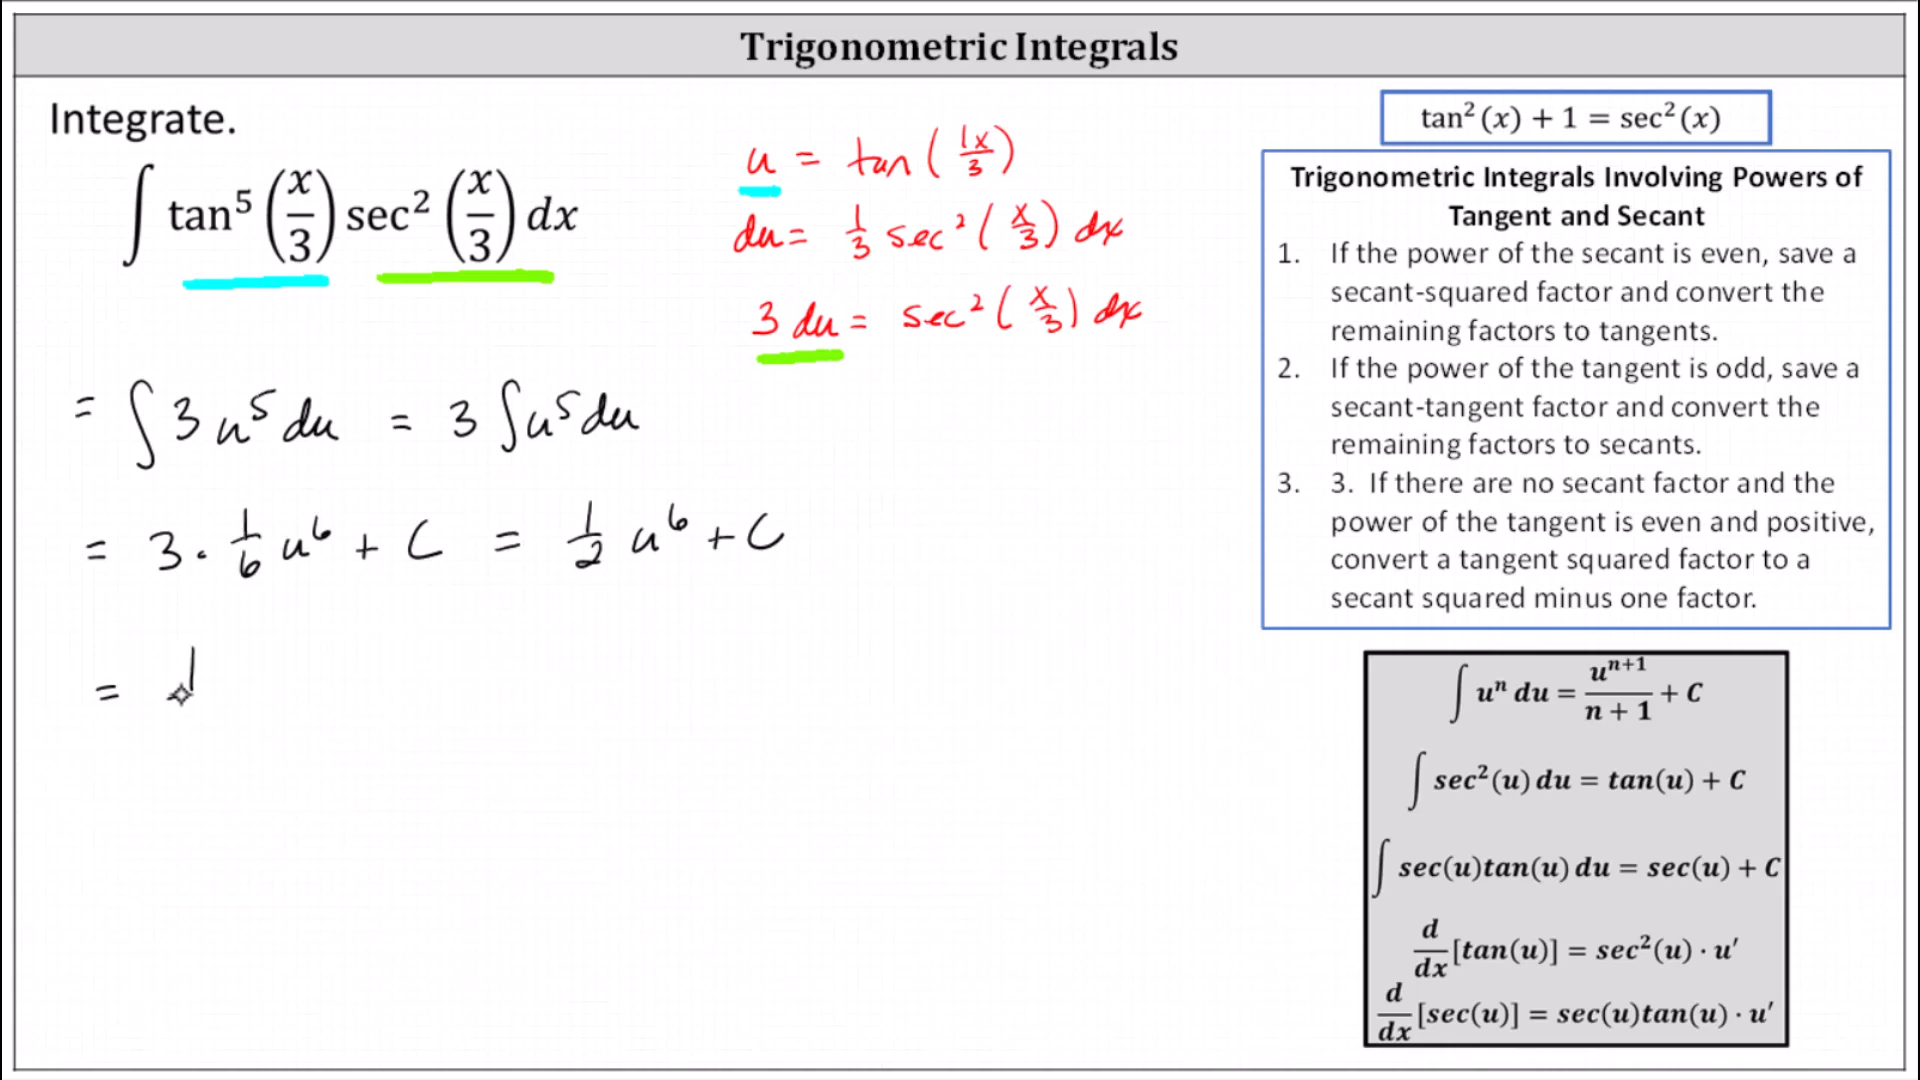 Trigonometric Integrals
Integrate.
∫ tan⁵ (x/3) sec² (x/3) dx
u = tan (1x/3)
du = 1/3 sec² (x/3) dx
3 du = sec² (x/3) dx
= ∫ 3 u⁵ du = 3 ∫ u⁵ du
= 3 · 1/6 u⁶ + C = 1/2 u⁶ + C
=
tan² (x) + 1 = sec² (x)
Trigonometric Integrals Involving Powers of
Tangent and Secant
1. If the power of the secant is even, save a
secant-squared factor and convert the
remaining factors to tangents.
2. If the power of the tangent is odd, save a
secant-tangent factor and convert the
remaining factors to secants.
3. 3. If there are no secant factor and the
power of the tangent is even and positive,
convert a tangent squared factor to a
secant squared minus one factor.
∫ uⁿ du = uⁿ⁺¹/(n + 1) + C
∫ sec²(u) du = tan(u) + C
∫ sec(u)tan(u) du = sec(u) + C
d/dx [tan(u)] = sec²(u) · u′
d/dx [sec(u)] = sec(u)tan(u) · u′